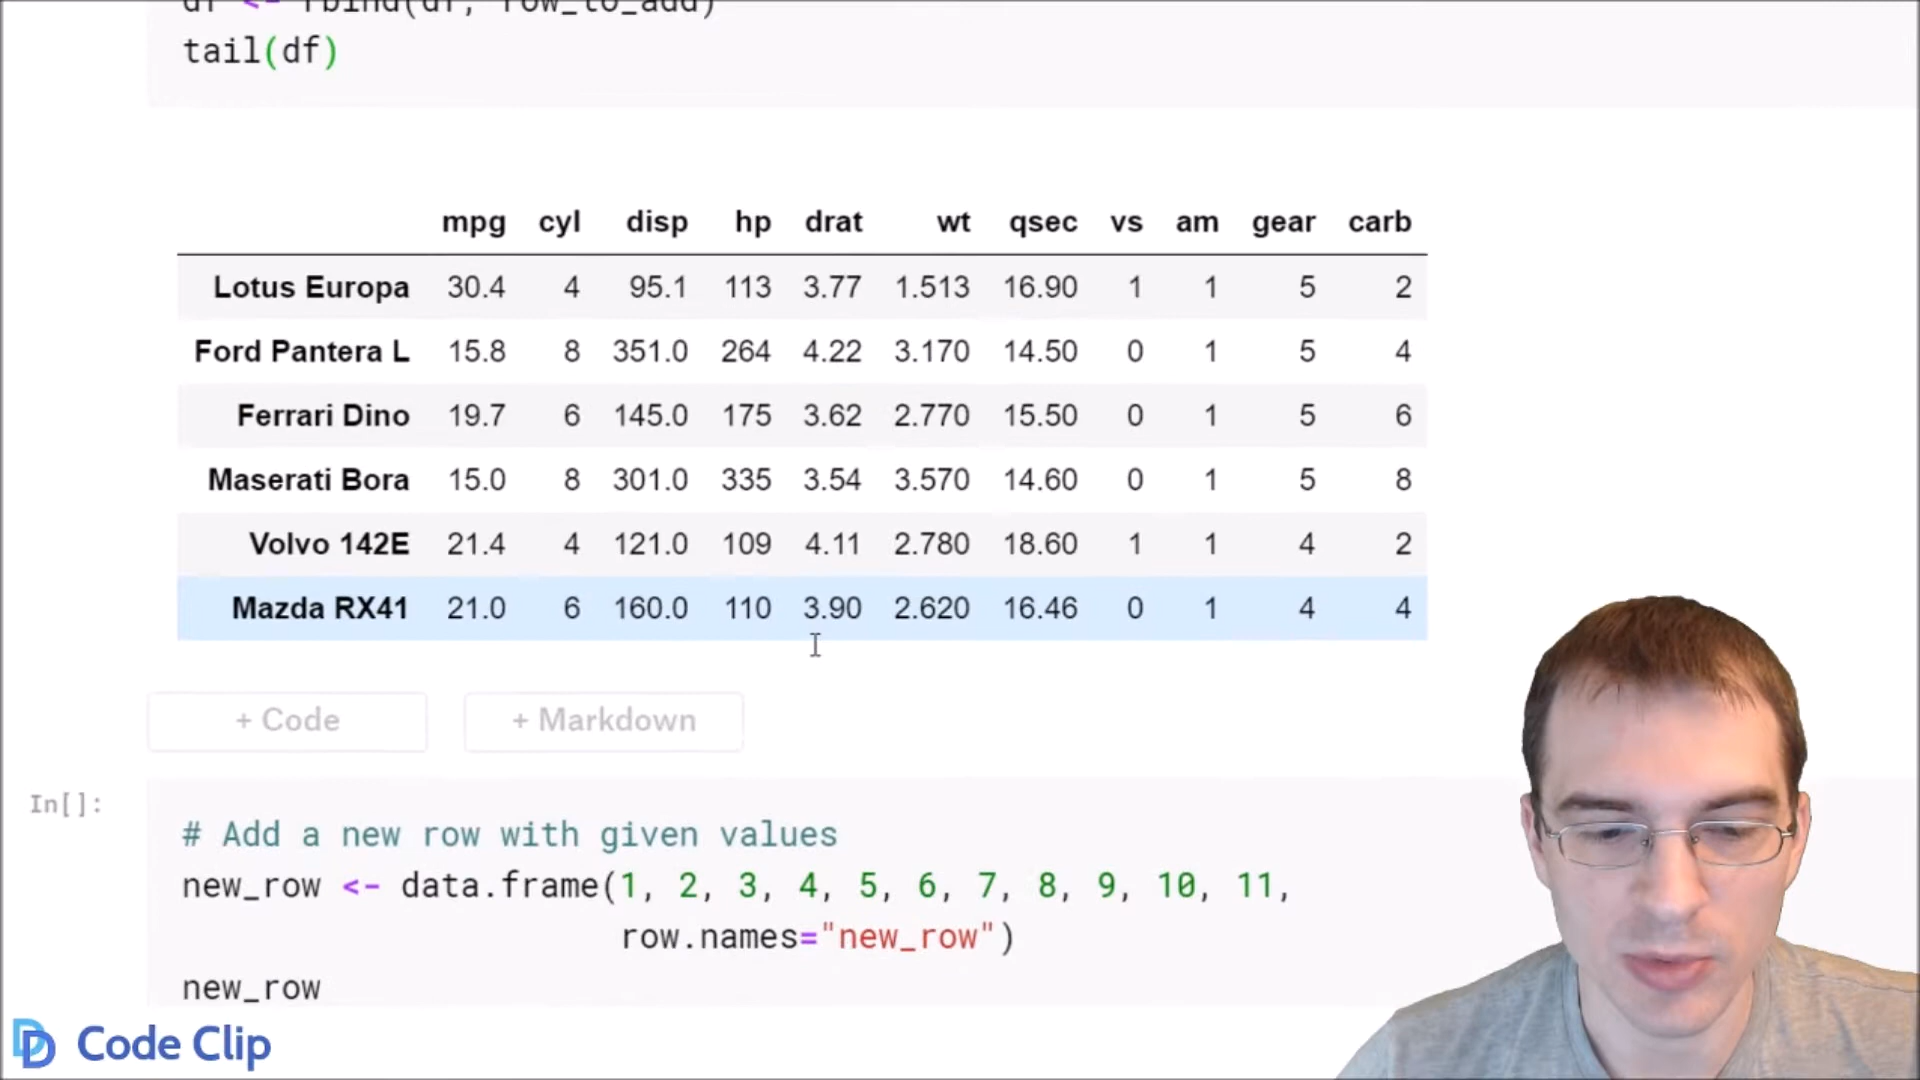 df <- rbind(df, row_to_add)
tail(df)
mpg cyl disp hp drat wt qsec vs am gear carb
Lotus Europa 30.4 4 95.1 113 3.77 1.513 16.90 1 1 5 2
Ford Pantera L 15.8 8 351.0 264 4.22 3.170 14.50 0 1 5 4
Ferrari Dino 19.7 6 145.0 175 3.62 2.770 15.50 0 1 5 6
Maserati Bora 15.0 8 301.0 335 3.54 3.570 14.60 0 1 5 8
Volvo 142E 21.4 4 121.0 109 4.11 2.780 18.60 1 1 4 2
Mazda RX41 21.0 6 160.0 110 3.90 2.620 16.46 0 1 4 4
+ Code + Markdown
In[]:
# Add a new row with given values
new_row <- data.frame(1, 2, 3, 4, 5, 6, 7, 8, 9, 10, 11,
row.names="new_row")
new_row
Code Clip